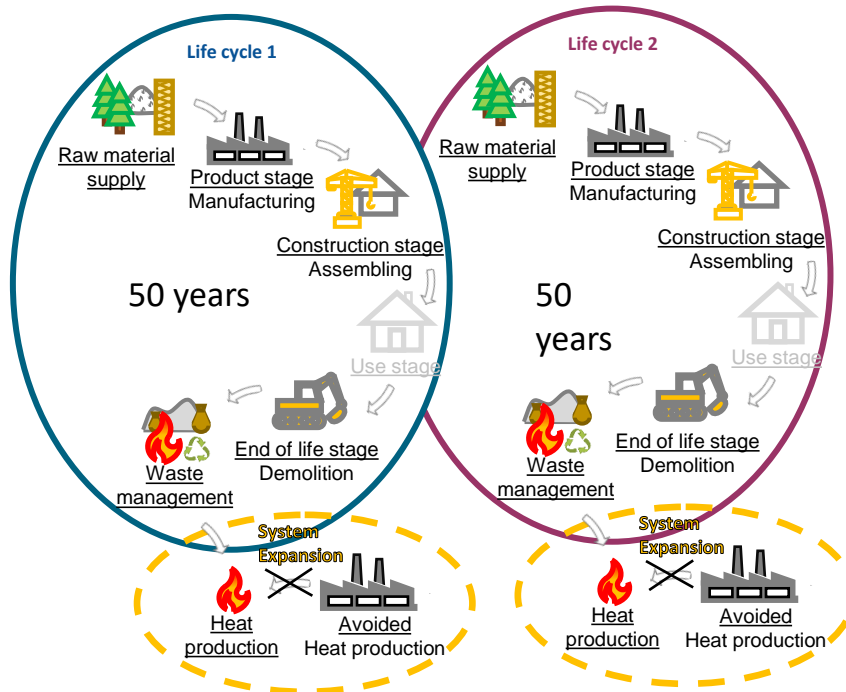 Life cycle 1
Raw material
supply
Product stage
Manufacturing
Construction stage
Assembling
50 years
Use stage
End of life stage
Demolition
Waste
management
System
Expansion
Heat
production
Avoided
Heat production
Life cycle 2
Raw material
supply
Product stage
Manufacturing
Construction stage
Assembling
50
years
Use stage
End of life stage
Demolition
Waste
management
System
Expansion
Heat
production
Avoided
Heat production